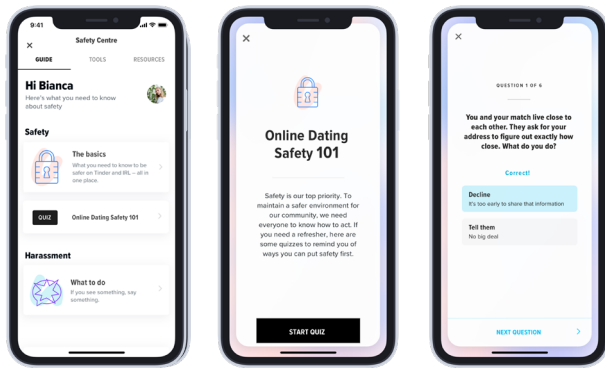 9:41
Safety Centre
GUIDE TOOLS RESOURCES
Hi Bianca
Here's what you need to know
about safety
Safety
The basics
What you need to know to be
safer on Tinder and IRL – all in
one place.
QUIZ Online Dating Safety 101
Harassment
What to do
If you see something, say
something.
Online Dating
Safety 101
Safety is our top priority. To
maintain a safer environment for
our community, we need
everyone to know how to act. If
you need a refresher, here are
some quizzes to remind you of
ways you can put safety first.
START QUIZ
QUESTION 1 OF 6
You and your match live close to
each other. They ask for your
address to figure out exactly how
close. What do you do?
Correct!
Decline
It's too early to share that information
Tell them
No big deal
NEXT QUESTION